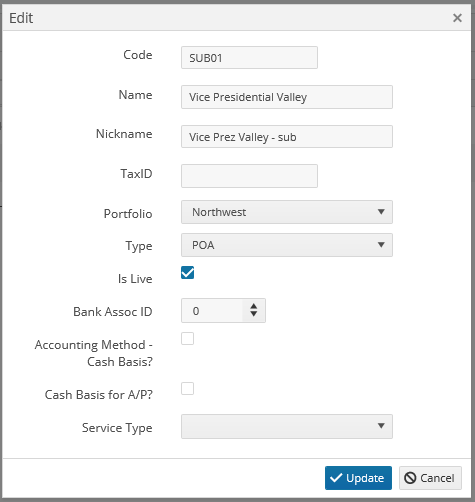 Edit
Code SUB01
Name Vice Presidential Valley
Nickname Vice Prez Valley - sub
TaxID
Portfolio Northwest
Type POA
Is Live
Bank Assoc ID 0
Accounting Method -
Cash Basis?
Cash Basis for A/P?
Service Type
Update Cancel